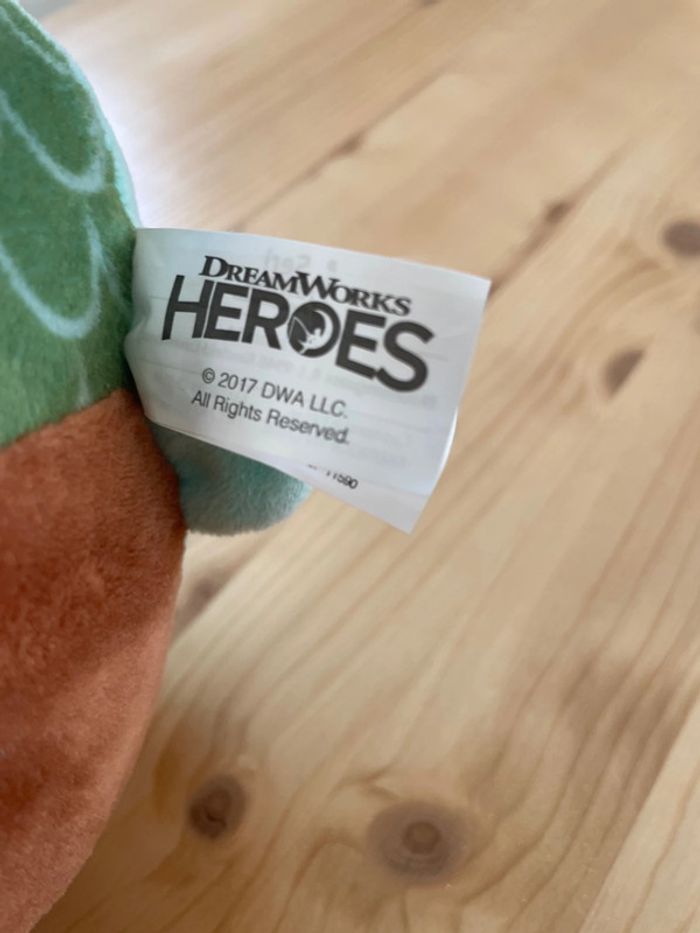 DREAMWORKS
HEROES
© 2017 DWA LLC.
All Rights Reserved.